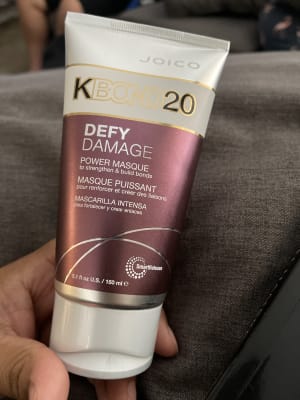 JOICO
KBOND20
DEFY
DAMAGE
POWER MASQUE
to strengthen & build bonds
MASQUE PUISSANT
pour renforcer et créer des liaisons
MASCARILLA INTENSA
para fortalecer y crear enlaces
SmartRelease
5.1 fl oz U.S. / 150 ml e